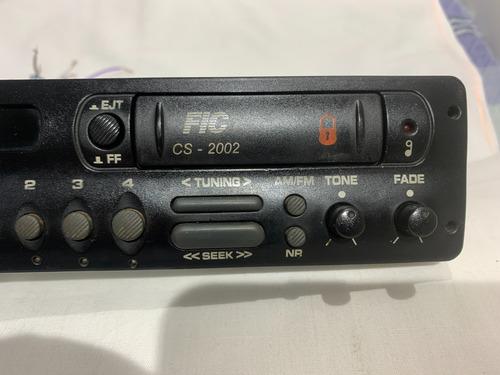 EJT
FIC
CS - 2002
FF
2 3 4
< TUNING >
AM/FM
TONE
FADE
<< SEEK >>
NR